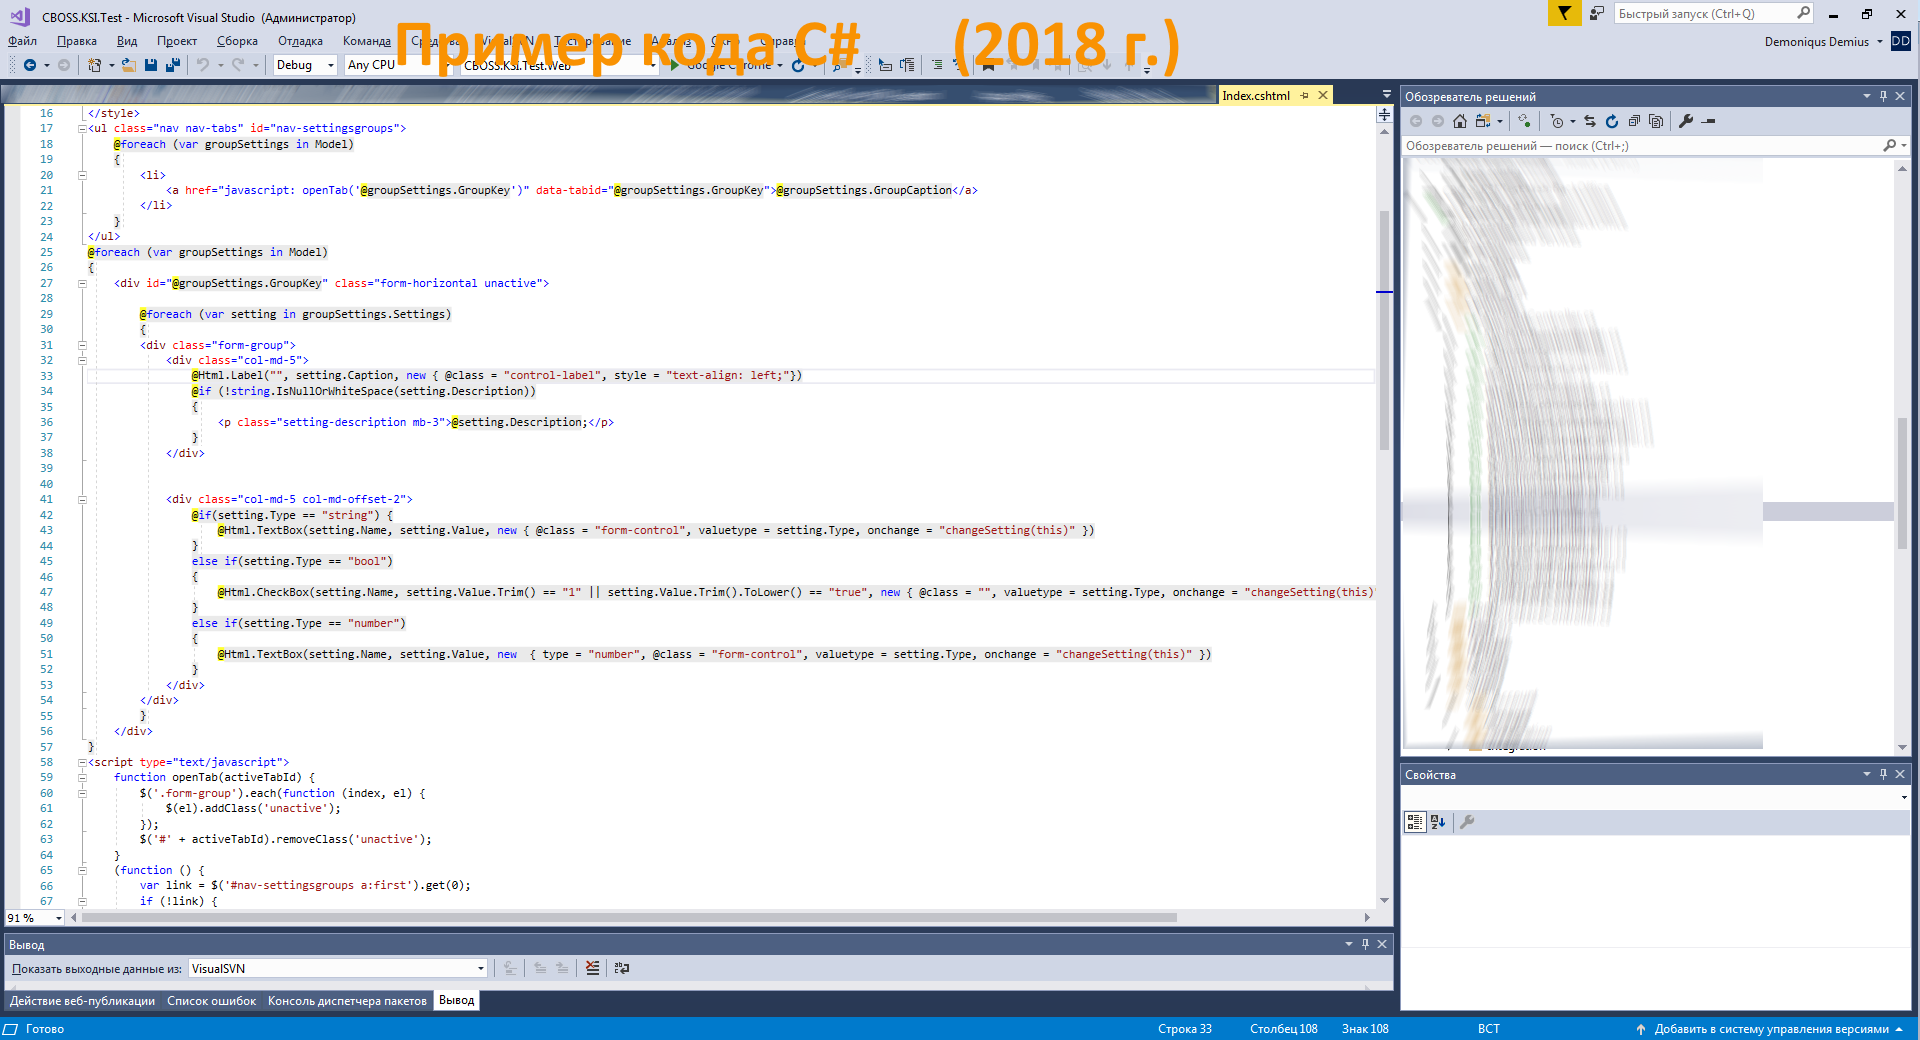 CBOSS.KSI.Test - Microsoft Visual Studio (Администратор)
Быстрый запуск (Ctrl+Q)
Пример кода C# (2018 г.)
Файл Правка Вид Проект Сборка Отладка Команда
Demoniqus Demius DD
Debug Any CPU CBOSS.KSI.Test.Web Google Chrome
Index.cshtml
16 </style>
17 <ul class="nav nav-tabs" id="nav-settingsgroups">
18 @foreach (var groupSettings in Model)
19 {
20 <li>
21 <a href="javascript: openTab('@groupSettings.GroupKey')" data-tabid="@groupSettings.GroupKey">@groupSettings.GroupCaption</a>
22 </li>
23 }
24 </ul>
25 @foreach (var groupSettings in Model)
26 {
27 <div id="@groupSettings.GroupKey" class="form-horizontal unactive">
28
29 @foreach (var setting in groupSettings.Settings)
30 {
31 <div class="form-group">
32 <div class="col-md-5">
33 @Html.Label("", setting.Caption, new { @class = "control-label", style = "text-align: left;"})
34 @if (!string.IsNullOrWhiteSpace(setting.Description))
35 {
36 <p class="setting-description mb-3">@setting.Description;</p>
37 }
38 </div>
39
40
41 <div class="col-md-5 col-md-offset-2">
42 @if(setting.Type == "string") {
43 @Html.TextBox(setting.Name, setting.Value, new { @class = "form-control", valuetype = setting.Type, onchange = "changeSetting(this)" })
44 }
45 else if(setting.Type == "bool")
46 {
47 @Html.CheckBox(setting.Name, setting.Value.Trim() == "1" || setting.Value.Trim().ToLower() == "true", new { @class = "", valuetype = setting.Type, onchange = "changeSetting(this)"
48 }
49 else if(setting.Type == "number")
50 {
51 @Html.TextBox(setting.Name, setting.Value, new { type = "number", @class = "form-control", valuetype = setting.Type, onchange = "changeSetting(this)" })
52 }
53 </div>
54 </div>
55 }
56 </div>
57 }
58 <script type="text/javascript">
59 function openTab(activeTabId) {
60 $('.form-group').each(function (index, el) {
61 $(el).addClass('unactive');
62 });
63 $('#' + activeTabId).removeClass('unactive');
64 }
65 (function () {
66 var link = $('#nav-settingsgroups a:first').get(0);
67 if (!link) {
91 %
Обозреватель решений
Обозреватель решений — поиск (Ctrl+;)
Свойства
Вывод
Показать выходные данные из: VisualSVN
Действие веб-публикации Список ошибок Консоль диспетчера пакетов Вывод
Готово Строка 33 Столбец 108 Знак 108 ВСТ Добавить в систему управления версиями